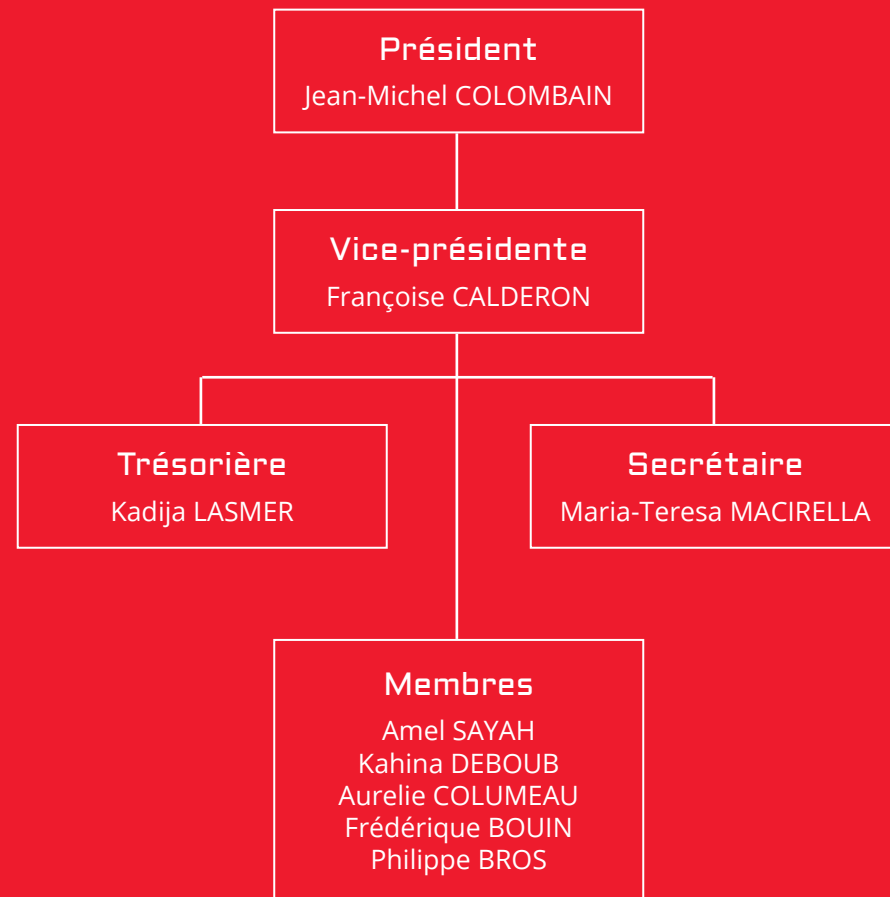 Président
Jean-Michel COLOMBAIN
Vice-présidente
Françoise CALDERON
Trésorière
Kadija LASMER
Secrétaire
Maria-Teresa MACIRELLA
Membres
Amel SAYAH
Kahina DEBOUB
Aurelie COLUMEAU
Frédérique BOUIN
Philippe BROS